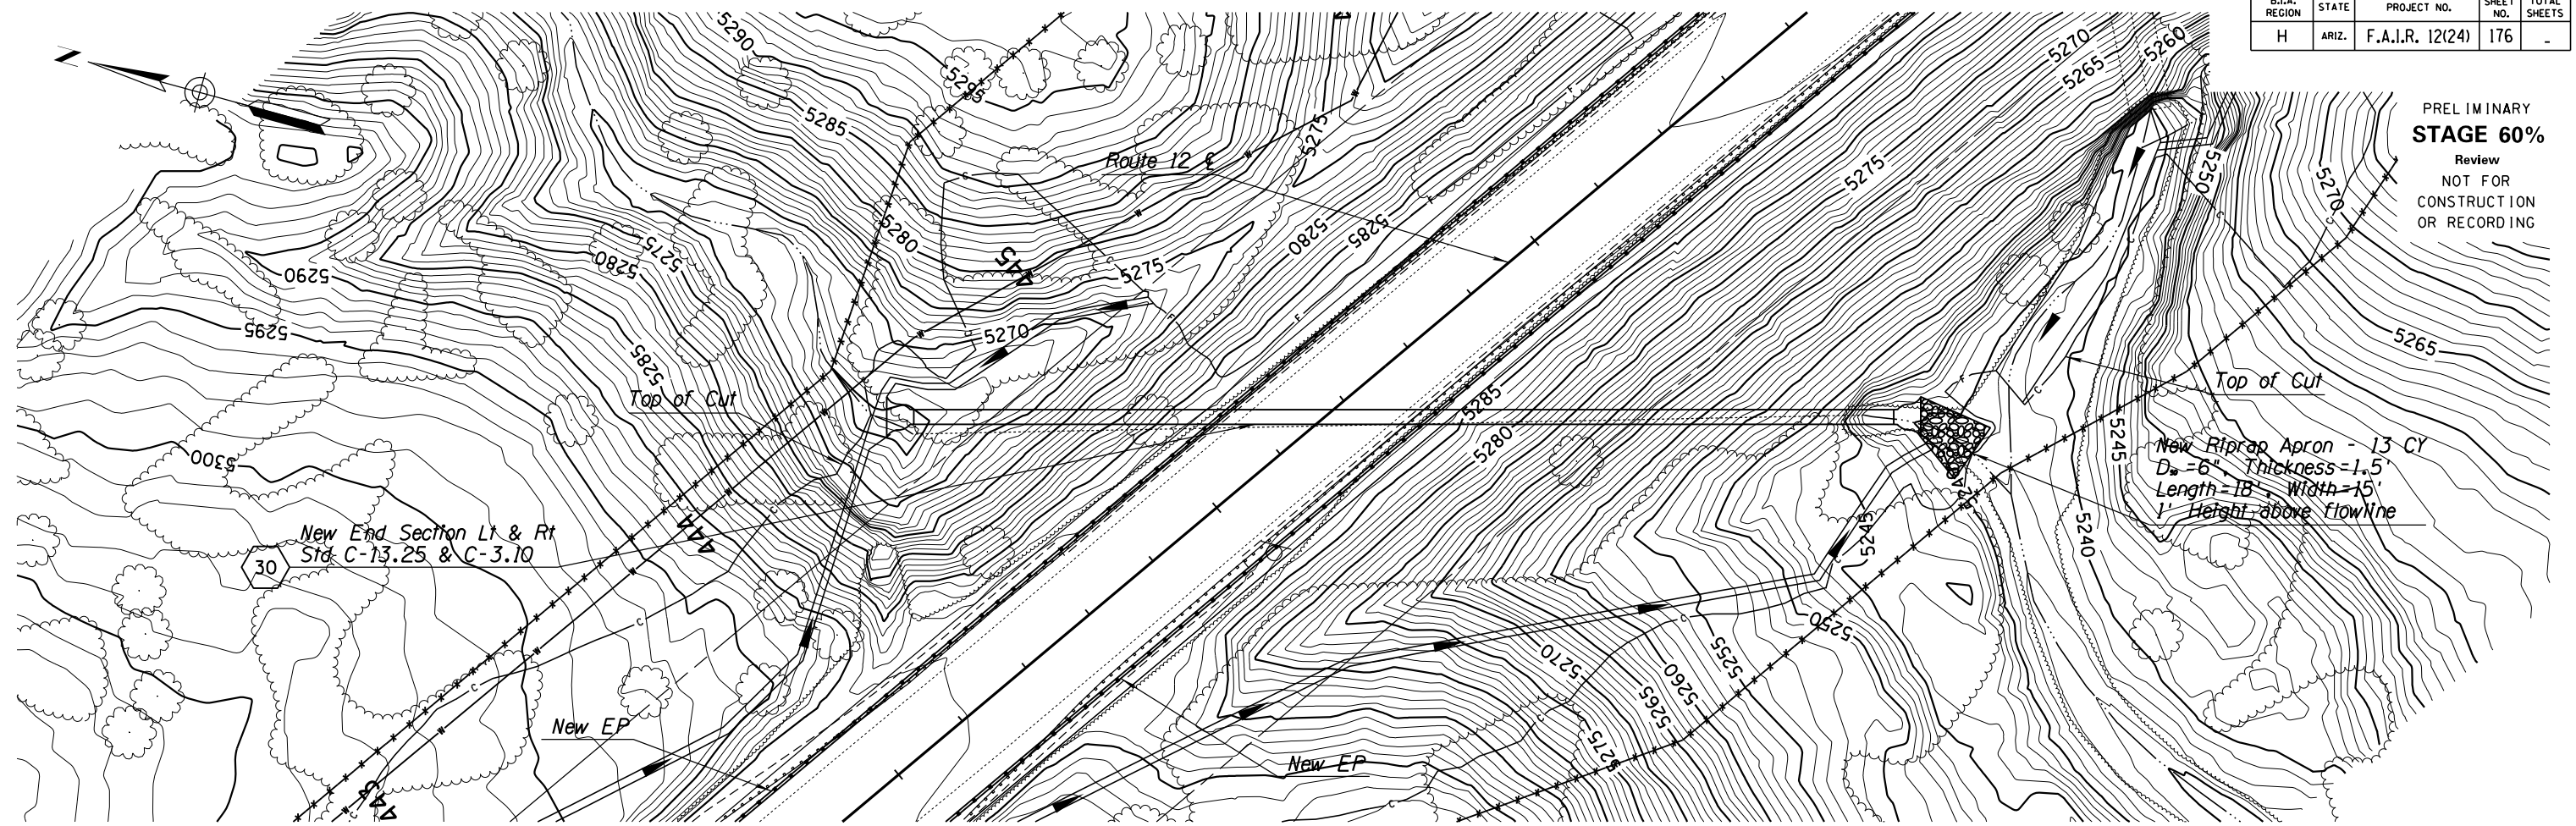 B.I.A. REGION
STATE
PROJECT NO.
SHEET NO.
TOTAL SHEETS
H
ARIZ.
F.A.I.R. 12(24)
176
-
PRELIMINARY
STAGE 60%
Review
NOT FOR
CONSTRUCTION
OR RECORDING
5290
5295
5285
5280
5275
5270
5265
5260
5250
5270
5275
Route 12 ℄
5275
5280
5285
5290
5280
5275
445
5275
5270
5295
5285
Top of Cut
5285
5280
5265
Top of Cut
5245
New Riprap Apron - 13 CY
D50=6", Thickness=1.5'
Length=18', Width=15'
1' Height above flowline
5300
444
New End Section Lt & Rt
Std C-13.25 & C-3.10
30
5245
5240
5250
5255
5260
5265
5270
5275
New EP
New EP
443